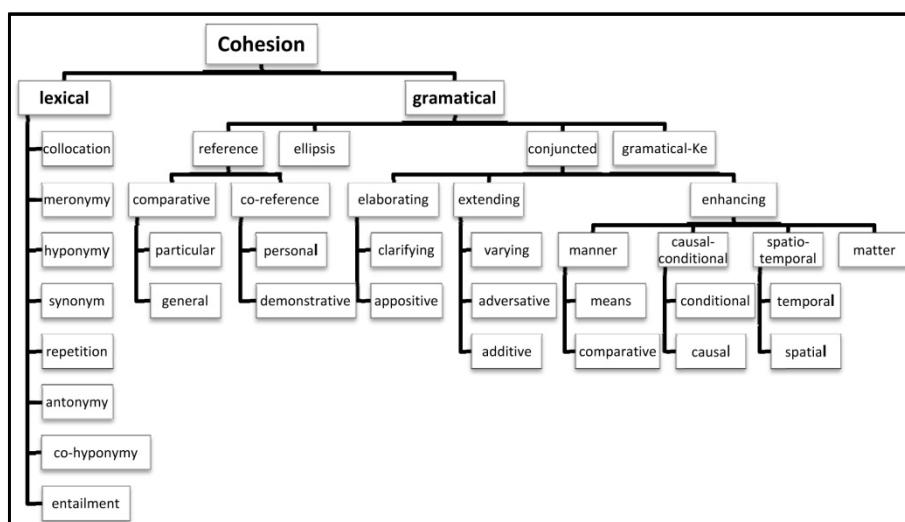 Cohesion
lexical
gramatical
collocation
reference
ellipsis
conjuncted
gramatical-Ke
meronymy
comparative
co-reference
elaborating
extending
enhancing
hyponymy
particular
personal
clarifying
varying
manner
causal-
conditional
spatio-
temporal
matter
synonym
general
demonstrative
appositive
adversative
means
conditional
temporal
repetition
additive
comparative
causal
spatial
antonymy
co-hyponymy
entailment